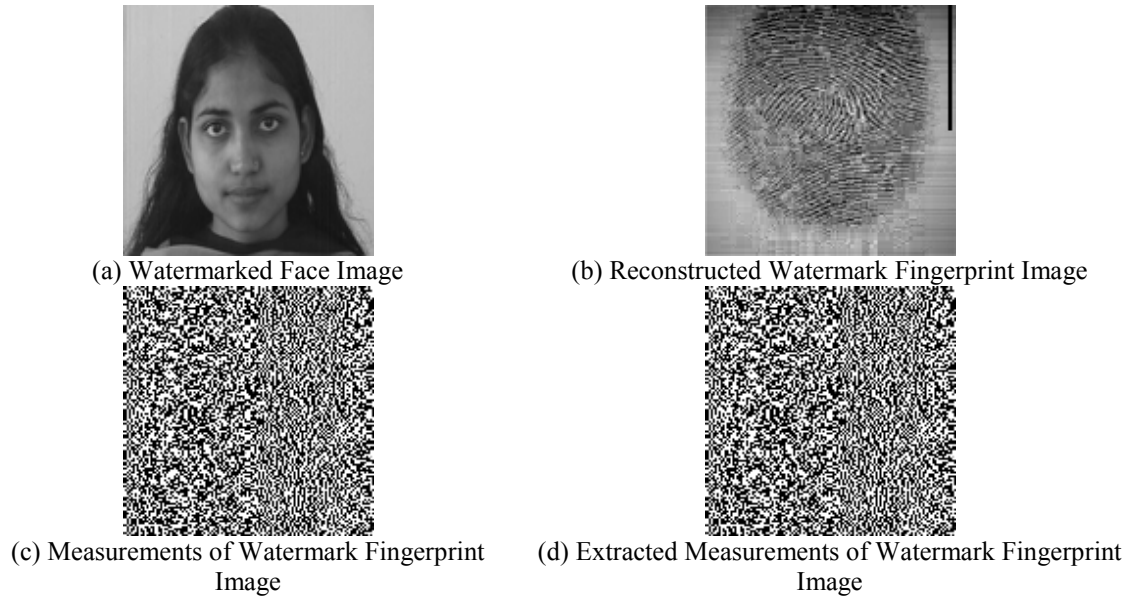 (a) Watermarked Face Image
(b) Reconstructed Watermark Fingerprint Image
(c) Measurements of Watermark Fingerprint
Image
(d) Extracted Measurements of Watermark Fingerprint
Image